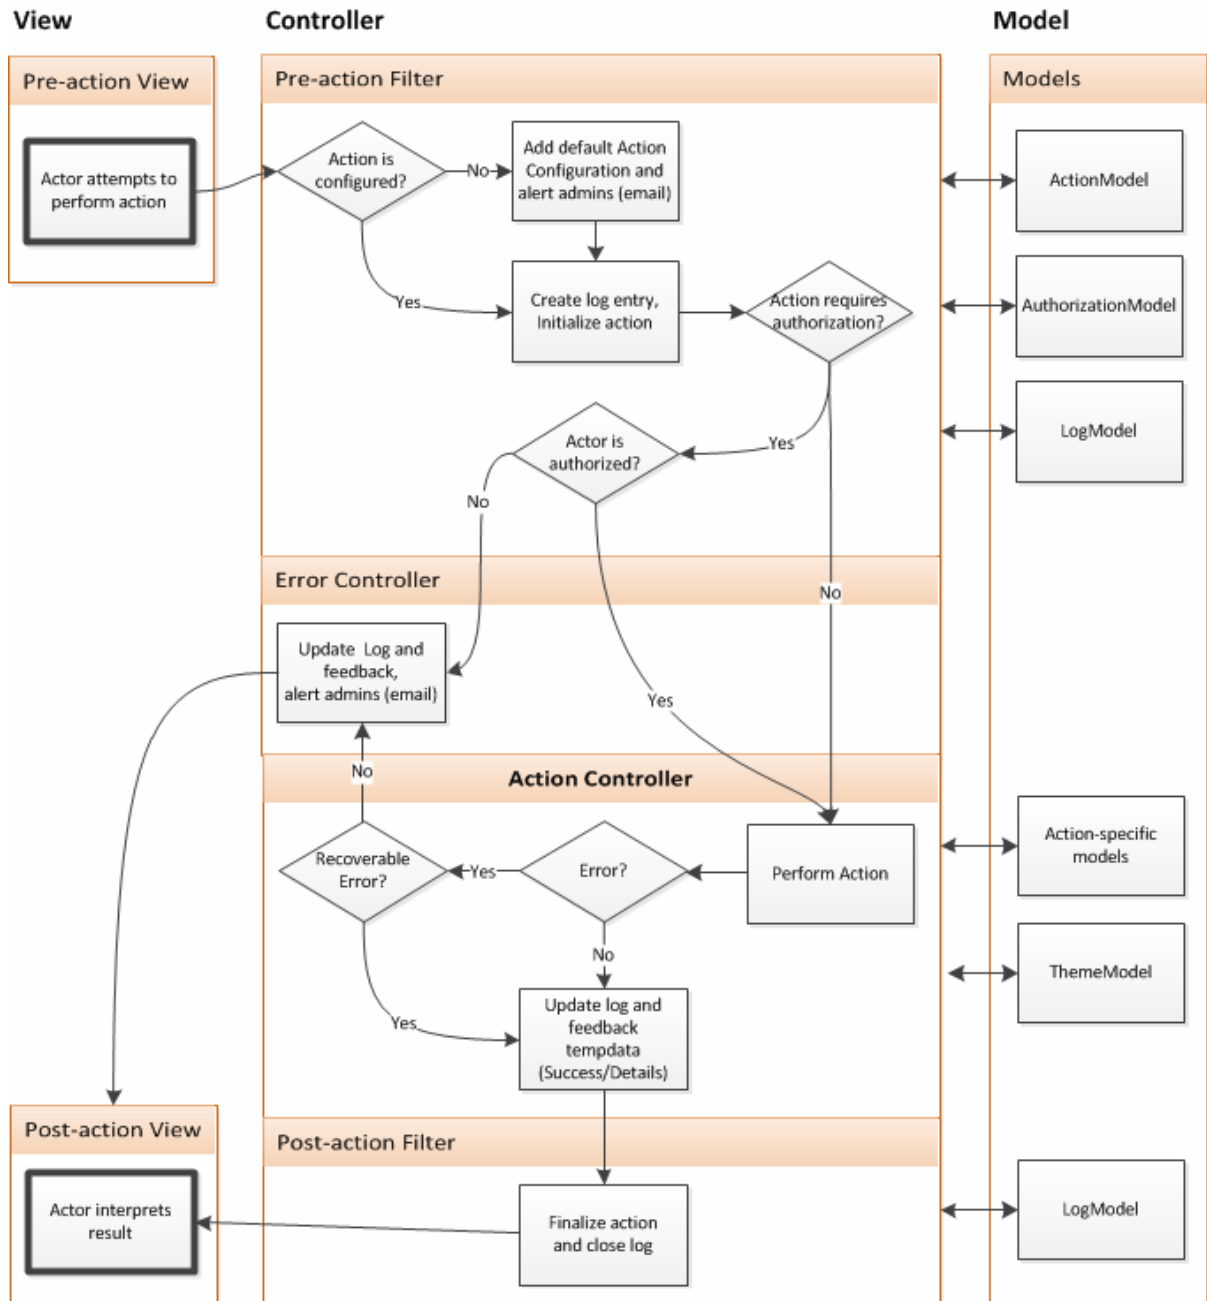 View
Controller
Model
Pre-action View
Pre-action Filter
Models
Actor attempts to
perform action
Action is
configured?
No
Add default Action
Configuration and
alert admins (email)
ActionModel
Yes
Create log entry,
Initialize action
Action requires
authorization?
AuthorizationModel
Actor is
authorized?
Yes
LogModel
No
Error Controller
No
Update Log and
feedback,
alert admins (email)
Yes
No
Action Controller
Recoverable
Error?
Yes
Error?
Perform Action
Action-specific
models
No
ThemeModel
Yes
Update log and
feedback
tempdata
(Success/Details)
Post-action View
Post-action Filter
Actor interprets
result
Finalize action
and close log
LogModel